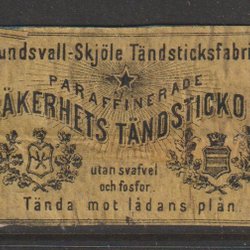 undsvall-Skjöle Tändsticksfabri
PARAFFINERADE
ÄKERHETS TÄNDSTICKO
utan svafvel
och fosfor.
Tända mot lådans plån